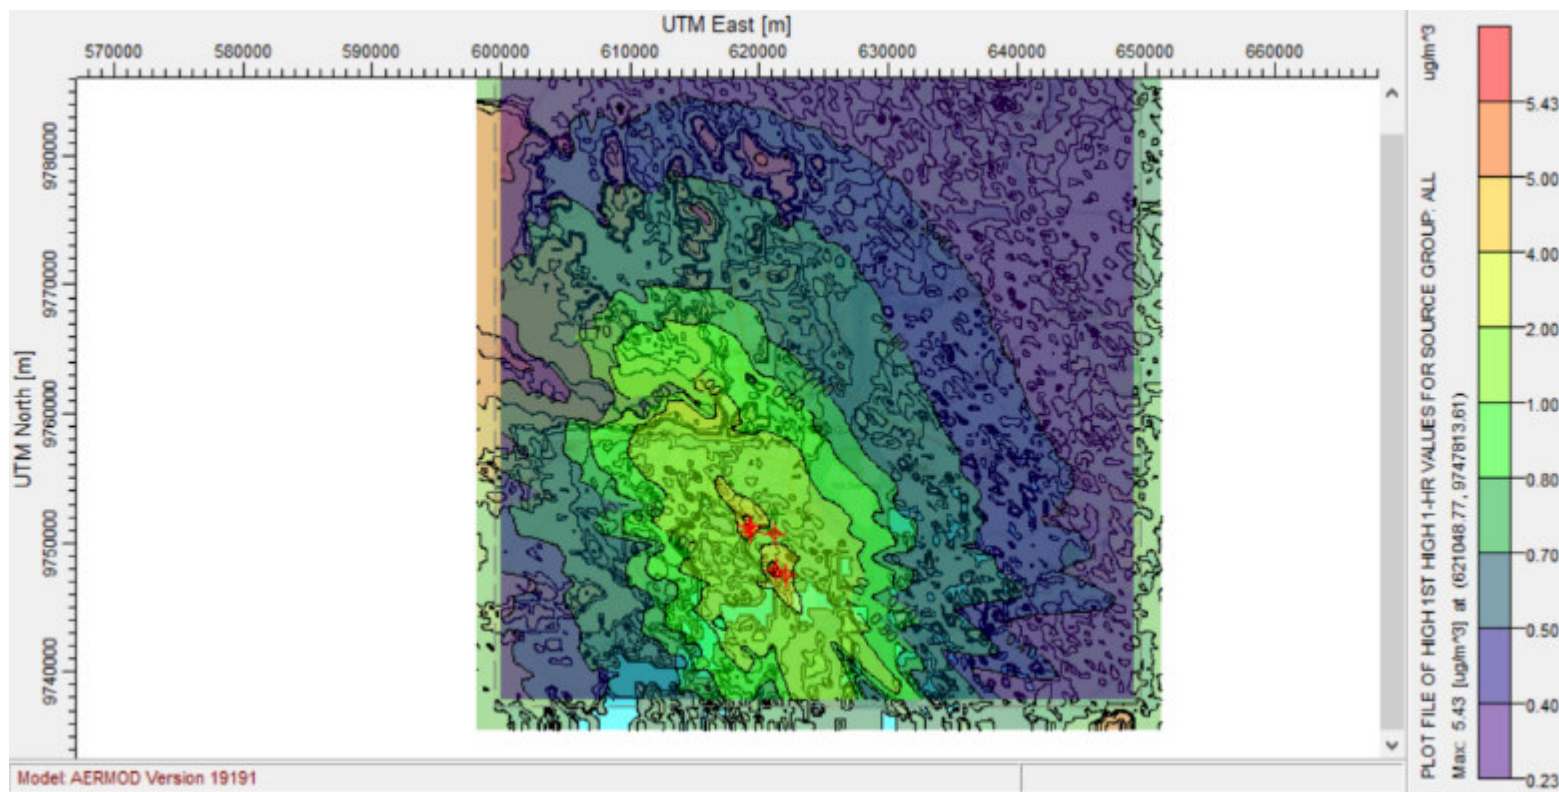 UTM East [m]
570000 580000 590000 600000 610000 620000 630000 640000 650000 660000
UTM North [m]
9780000
9770000
9760000
9750000
9740000
PLOT FILE OF HIGH 1ST HIGH 1-HR VALUES FOR SOURCE GROUP: ALL
ug/m^3
Max: 5.43 [ug/m^3] at (621048.77, 9747813.61)
5.43
5.00
4.00
2.00
1.00
0.80
0.70
0.50
0.40
0.23
Model: AERMOD Version 19191